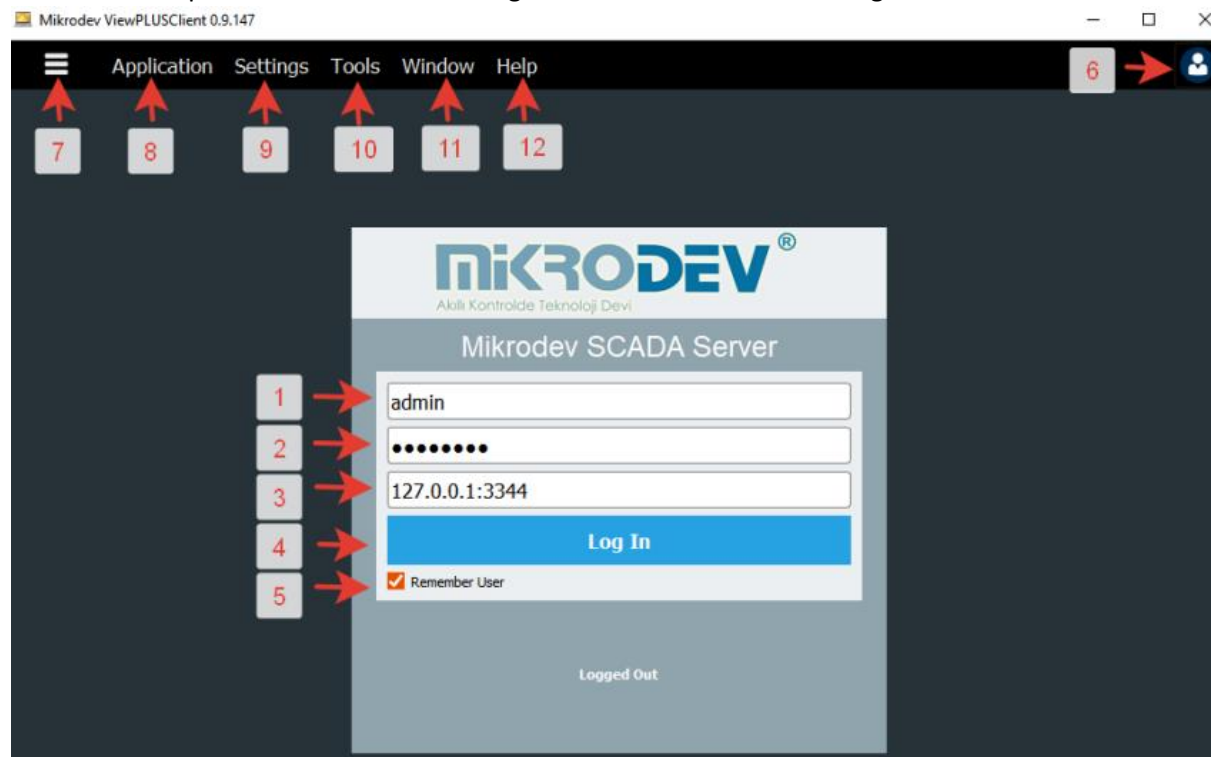 Mikrodev ViewPLUSClient 0.9.147
Application Settings Tools Window Help
6
7 8 9 10 11 12
MiKRODEV®
Akıllı Kontrolde Teknoloji Devi
Mikrodev SCADA Server
1 admin
2 ••••••••
3 127.0.0.1:3344
4 Log In
5 Remember User
Logged Out